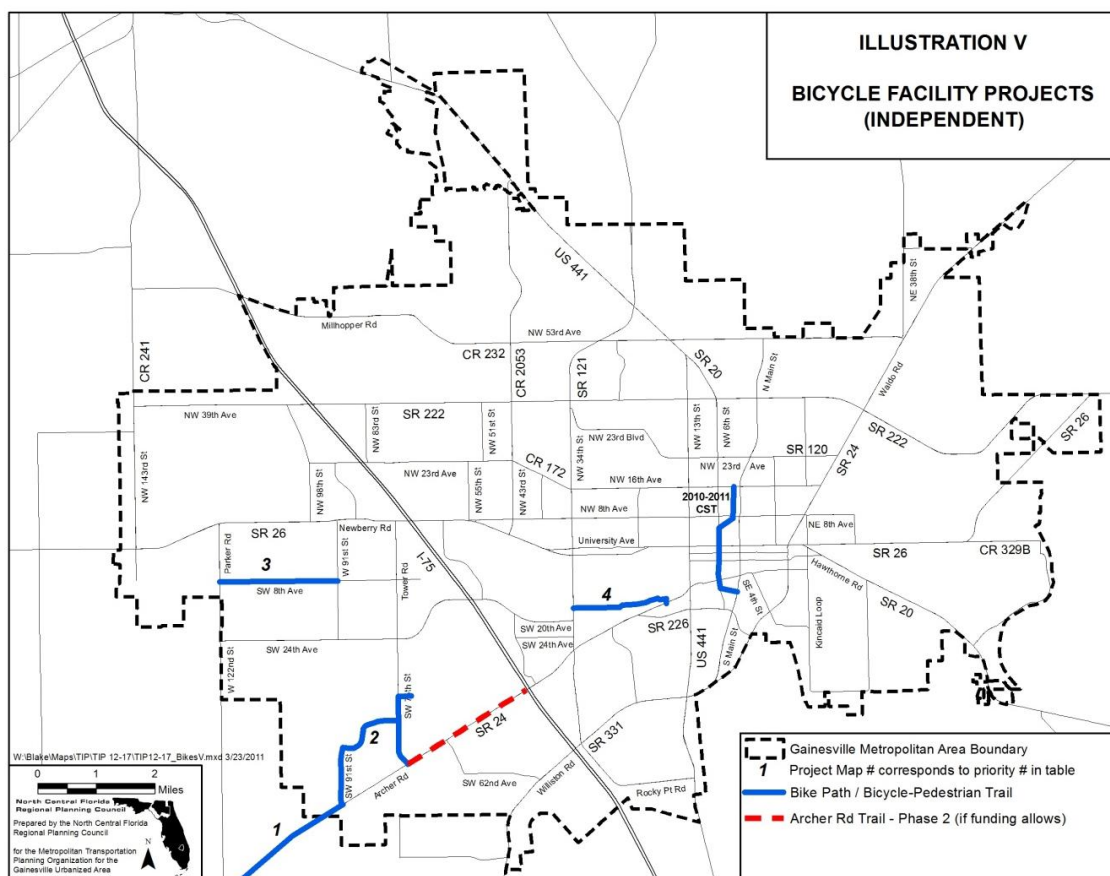 ILLUSTRATION V
BICYCLE FACILITY PROJECTS
(INDEPENDENT)
US 441
NE 38th St
Millhopper Rd
NW 53rd Ave
CR 232
CR 2053
SR 121
SR 20
N Main St
Waldo Rd
CR 241
NW 39th Ave
SR 222
NW 83rd St
NW 51st St
NW 34th St
NW 13th St
NW 6th St
NW 23rd Blvd
SR 120
SR 24
SR 222
SR 26
NW 143rd St
NW 98th St
NW 23rd Ave
NW 55th St
NW 43rd St
CR 172
NW 16th Ave
NW 23rd Ave
2010-2011
CST
NW 8th Ave
NE 8th Ave
SR 26
Newberry Rd
University Ave
SR 26
CR 329B
Parker Rd
3
W 91st St
Tower Rd
I-75
SW 8th Ave
4
Hawthorne Rd
SR 20
SE 4th St
Kincaid Loop
SW 20th Ave
SR 226
SW 24th Ave
SW 24th Ave
W 122nd St
US 441
S Main St
SW 75th St
2
SR 24
SR 331
SW 91st St
Archer Rd
SW 62nd Ave
Williston Rd
Rocky Pt Rd
1
W:\Blake\Maps\TIP\TIP 12-17\TIP12-17_BikesV.mxd 3/23/2011
0 1 2
Miles
North Central Florida
Regional Planning Council
Prepared by the North Central Florida
Regional Planning Council
for the Metropolitan Transportation
Planning Organization for the
Gainesville Urbanized Area
N
Gainesville Metropolitan Area Boundary
1 Project Map # corresponds to priority # in table
Bike Path / Bicycle-Pedestrian Trail
Archer Rd Trail - Phase 2 (if funding allows)